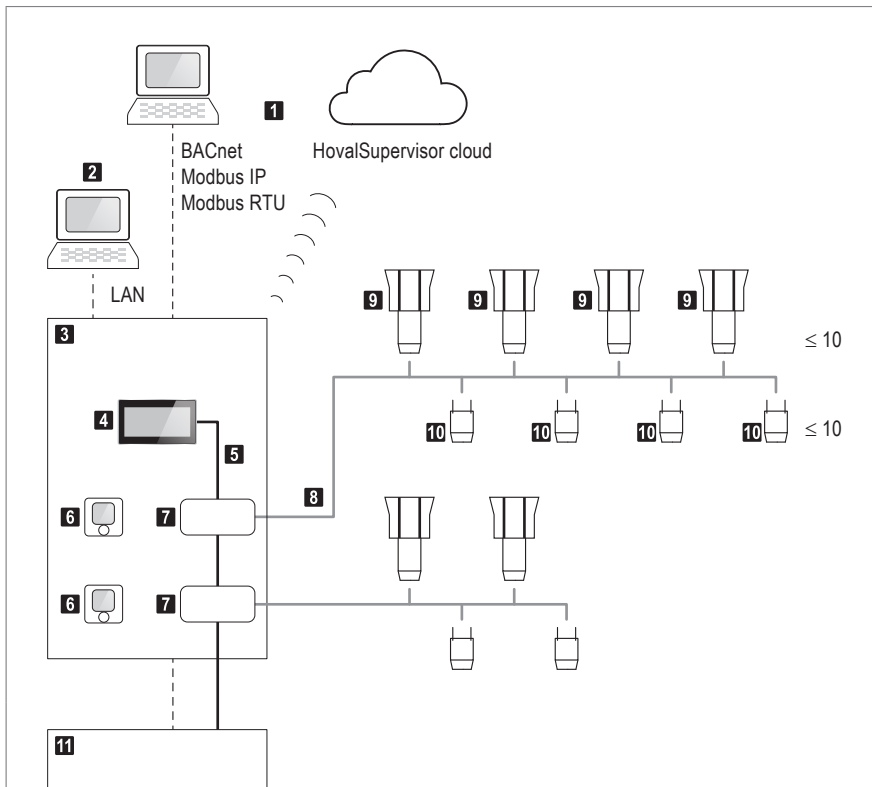 1
BACnet
Modbus IP
Modbus RTU
HovalSupervisor cloud
2
LAN
3
9 9 9 9
≤ 10
4
10 10 10 10
≤ 10
5
8
6 7
6 7
11